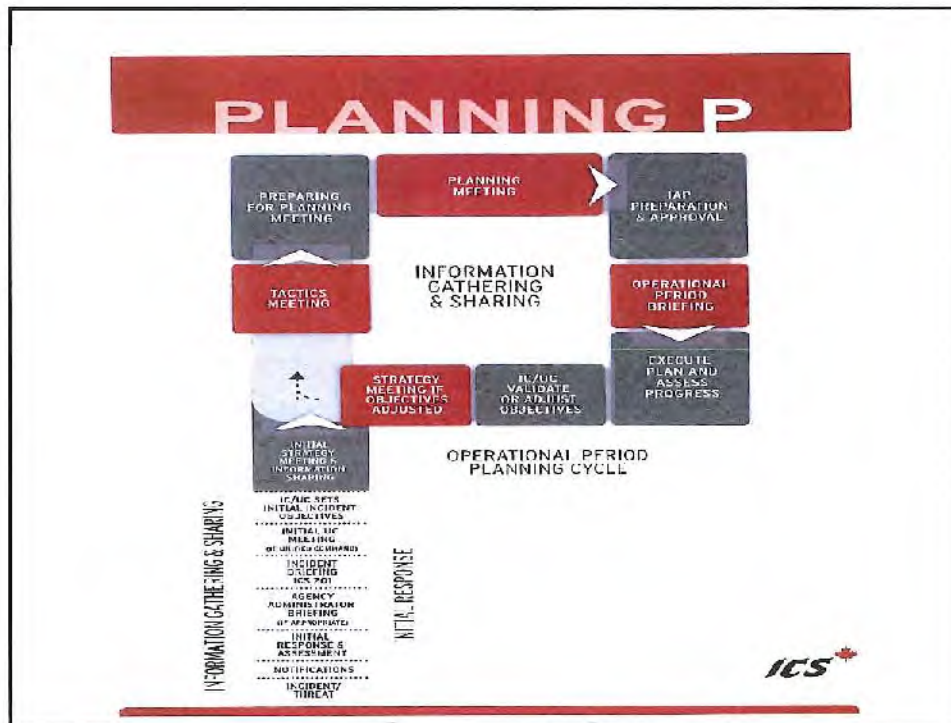 PLANNING P
PREPARING
FOR PLANNING
MEETING
PLANNING
MEETING
IAP
PREPARATION
& APPROVAL
TACTICS
MEETING
INFORMATION
GATHERING
& SHARING
OPERATIONAL
PERIOD
BRIEFING
STRATEGY
MEETING IF
OBJECTIVES
ADJUSTED
IC/UC
VALIDATE
OR ADJUST
OBJECTIVES
EXECUTE
PLAN AND
ASSESS
PROGRESS
INITIAL
STRATEGY
MEETING &
INFORMATION
SHARING
OPERATIONAL PERIOD
PLANNING CYCLE
IC/UC SETS
INITIAL INCIDENT
OBJECTIVES
INITIAL UC
MEETING
(IF UNIFIED COMMAND)
INCIDENT
BRIEFING
ICS 201
AGENCY
ADMINISTRATOR
BRIEFING
(IF APPROPRIATE)
INITIAL
RESPONSE &
ASSESSMENT
NOTIFICATIONS
INCIDENT/
THREAT
INFORMATION GATHERING & SHARING
INITIAL RESPONSE
ICS